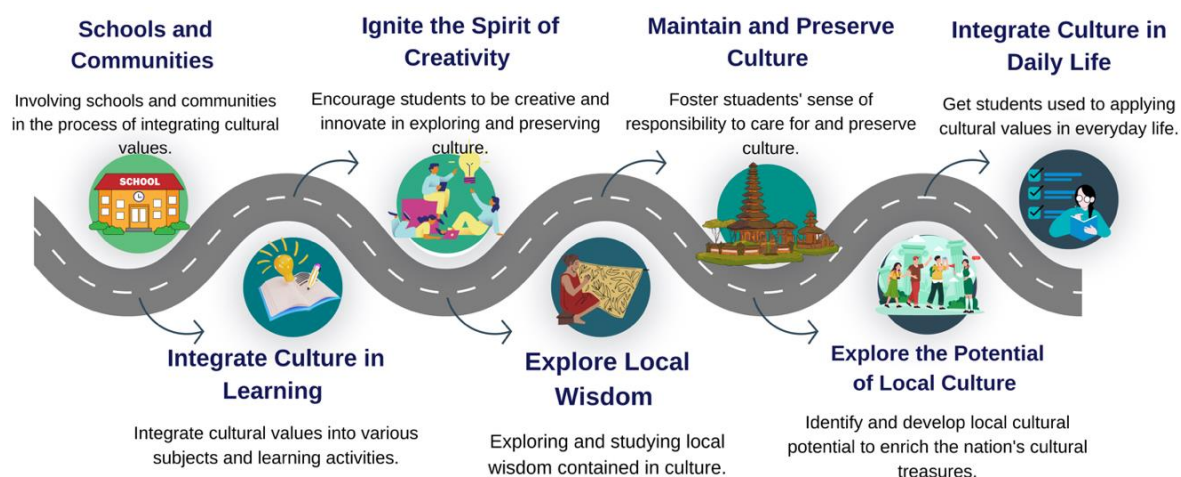 Schools and
Communities
Involving schools and communities
in the process of integrating cultural
values.
SCHOOL
Integrate Culture in
Learning
Integrate cultural values into various
subjects and learning activities.
Ignite the Spirit of
Creativity
Encourage students to be creative and
innovate in exploring and preserving
culture.
Explore Local
Wisdom
Exploring and studying local
wisdom contained in culture.
Maintain and Preserve
Culture
Foster stuadents' sense of
responsibility to care for and preserve
culture.
Explore the Potential
of Local Culture
Identify and develop local cultural
potential to enrich the nation's cultural
treasures.
Integrate Culture in
Daily Life
Get students used to applying
cultural values in everyday life.